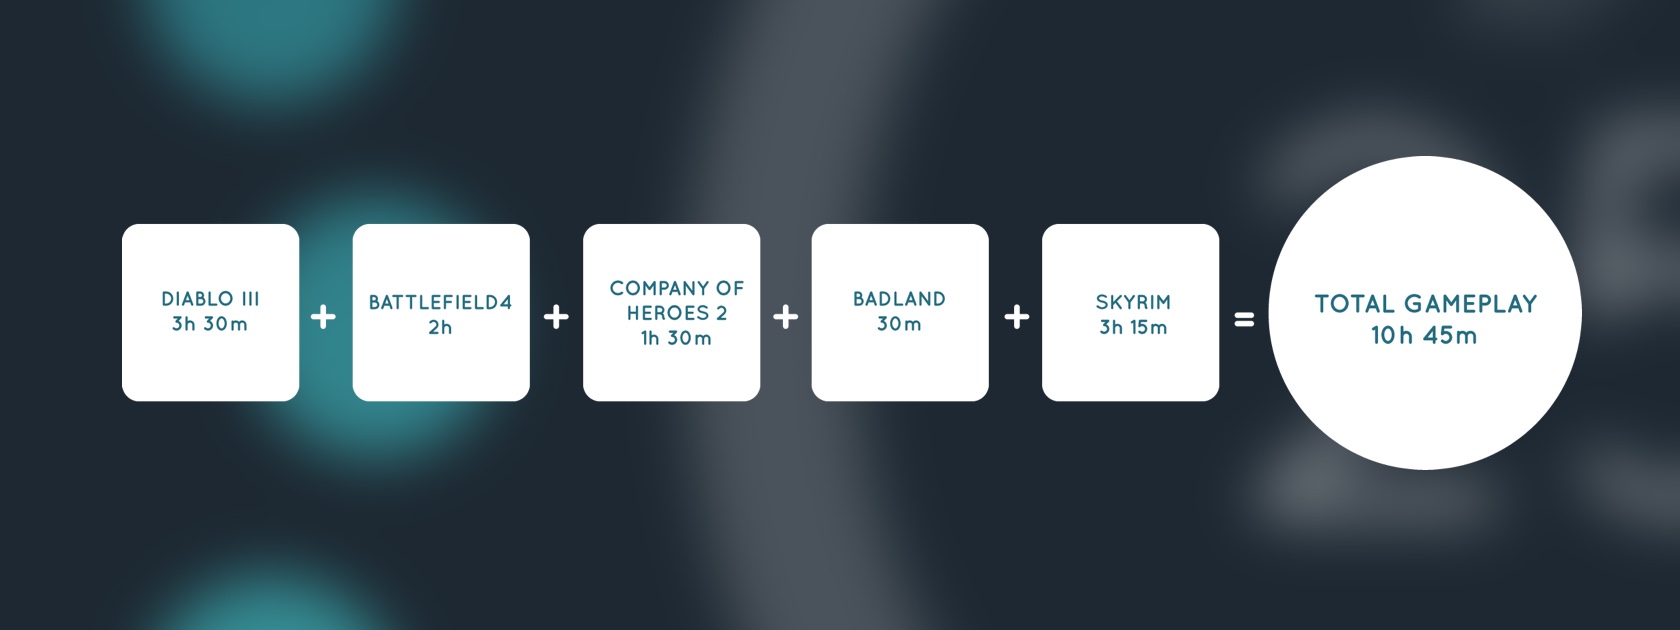 DIABLO III
3h 30m
+
BATTLEFIELD4
2h
+
COMPANY OF
HEROES 2
1h 30m
+
BADLAND
30m
+
SKYRIM
3h 15m
=
TOTAL GAMEPLAY
10h 45m